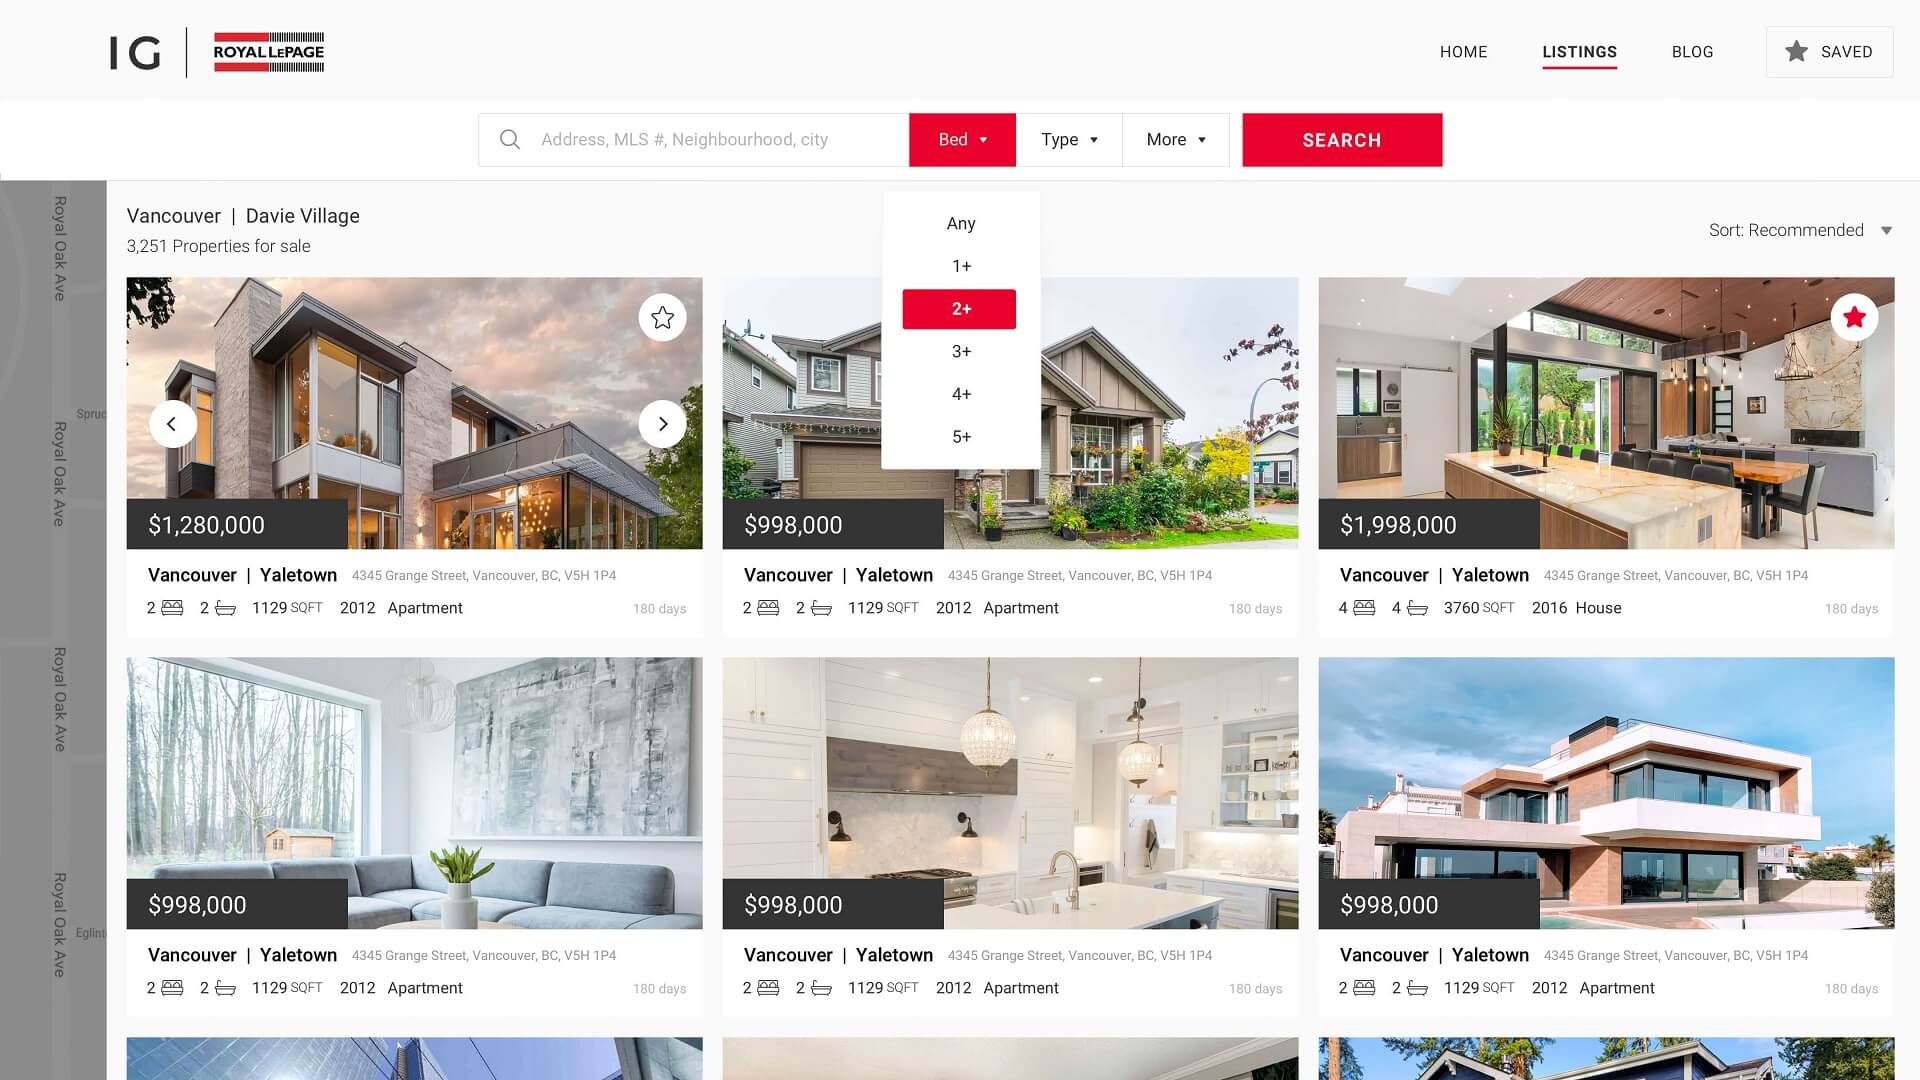 IG
ROYAL LEPAGE
HOME
LISTINGS
BLOG
SAVED
Address, MLS #, Neighbourhood, city
Bed
Type
More
SEARCH
Any
1+
2+
3+
4+
5+
Royal Oak Ave
Royal Oak Ave
Royal Oak Ave
Royal Oak Ave
Spruc
Eglint
Vancouver | Davie Village
3,251 Properties for sale
Sort: Recommended
$1,280,000
Vancouver | Yaletown 4345 Grange Street, Vancouver, BC, V5H 1P4
2 2 1129 SQFT 2012 Apartment 180 days
$998,000
Vancouver | Yaletown 4345 Grange Street, Vancouver, BC, V5H 1P4
2 2 1129 SQFT 2012 Apartment 180 days
$1,998,000
Vancouver | Yaletown 4345 Grange Street, Vancouver, BC, V5H 1P4
4 4 3760 SQFT 2016 House 180 days
$998,000
Vancouver | Yaletown 4345 Grange Street, Vancouver, BC, V5H 1P4
2 2 1129 SQFT 2012 Apartment 180 days
$998,000
Vancouver | Yaletown 4345 Grange Street, Vancouver, BC, V5H 1P4
2 2 1129 SQFT 2012 Apartment 180 days
$998,000
Vancouver | Yaletown 4345 Grange Street, Vancouver, BC, V5H 1P4
2 2 1129 SQFT 2012 Apartment 180 days